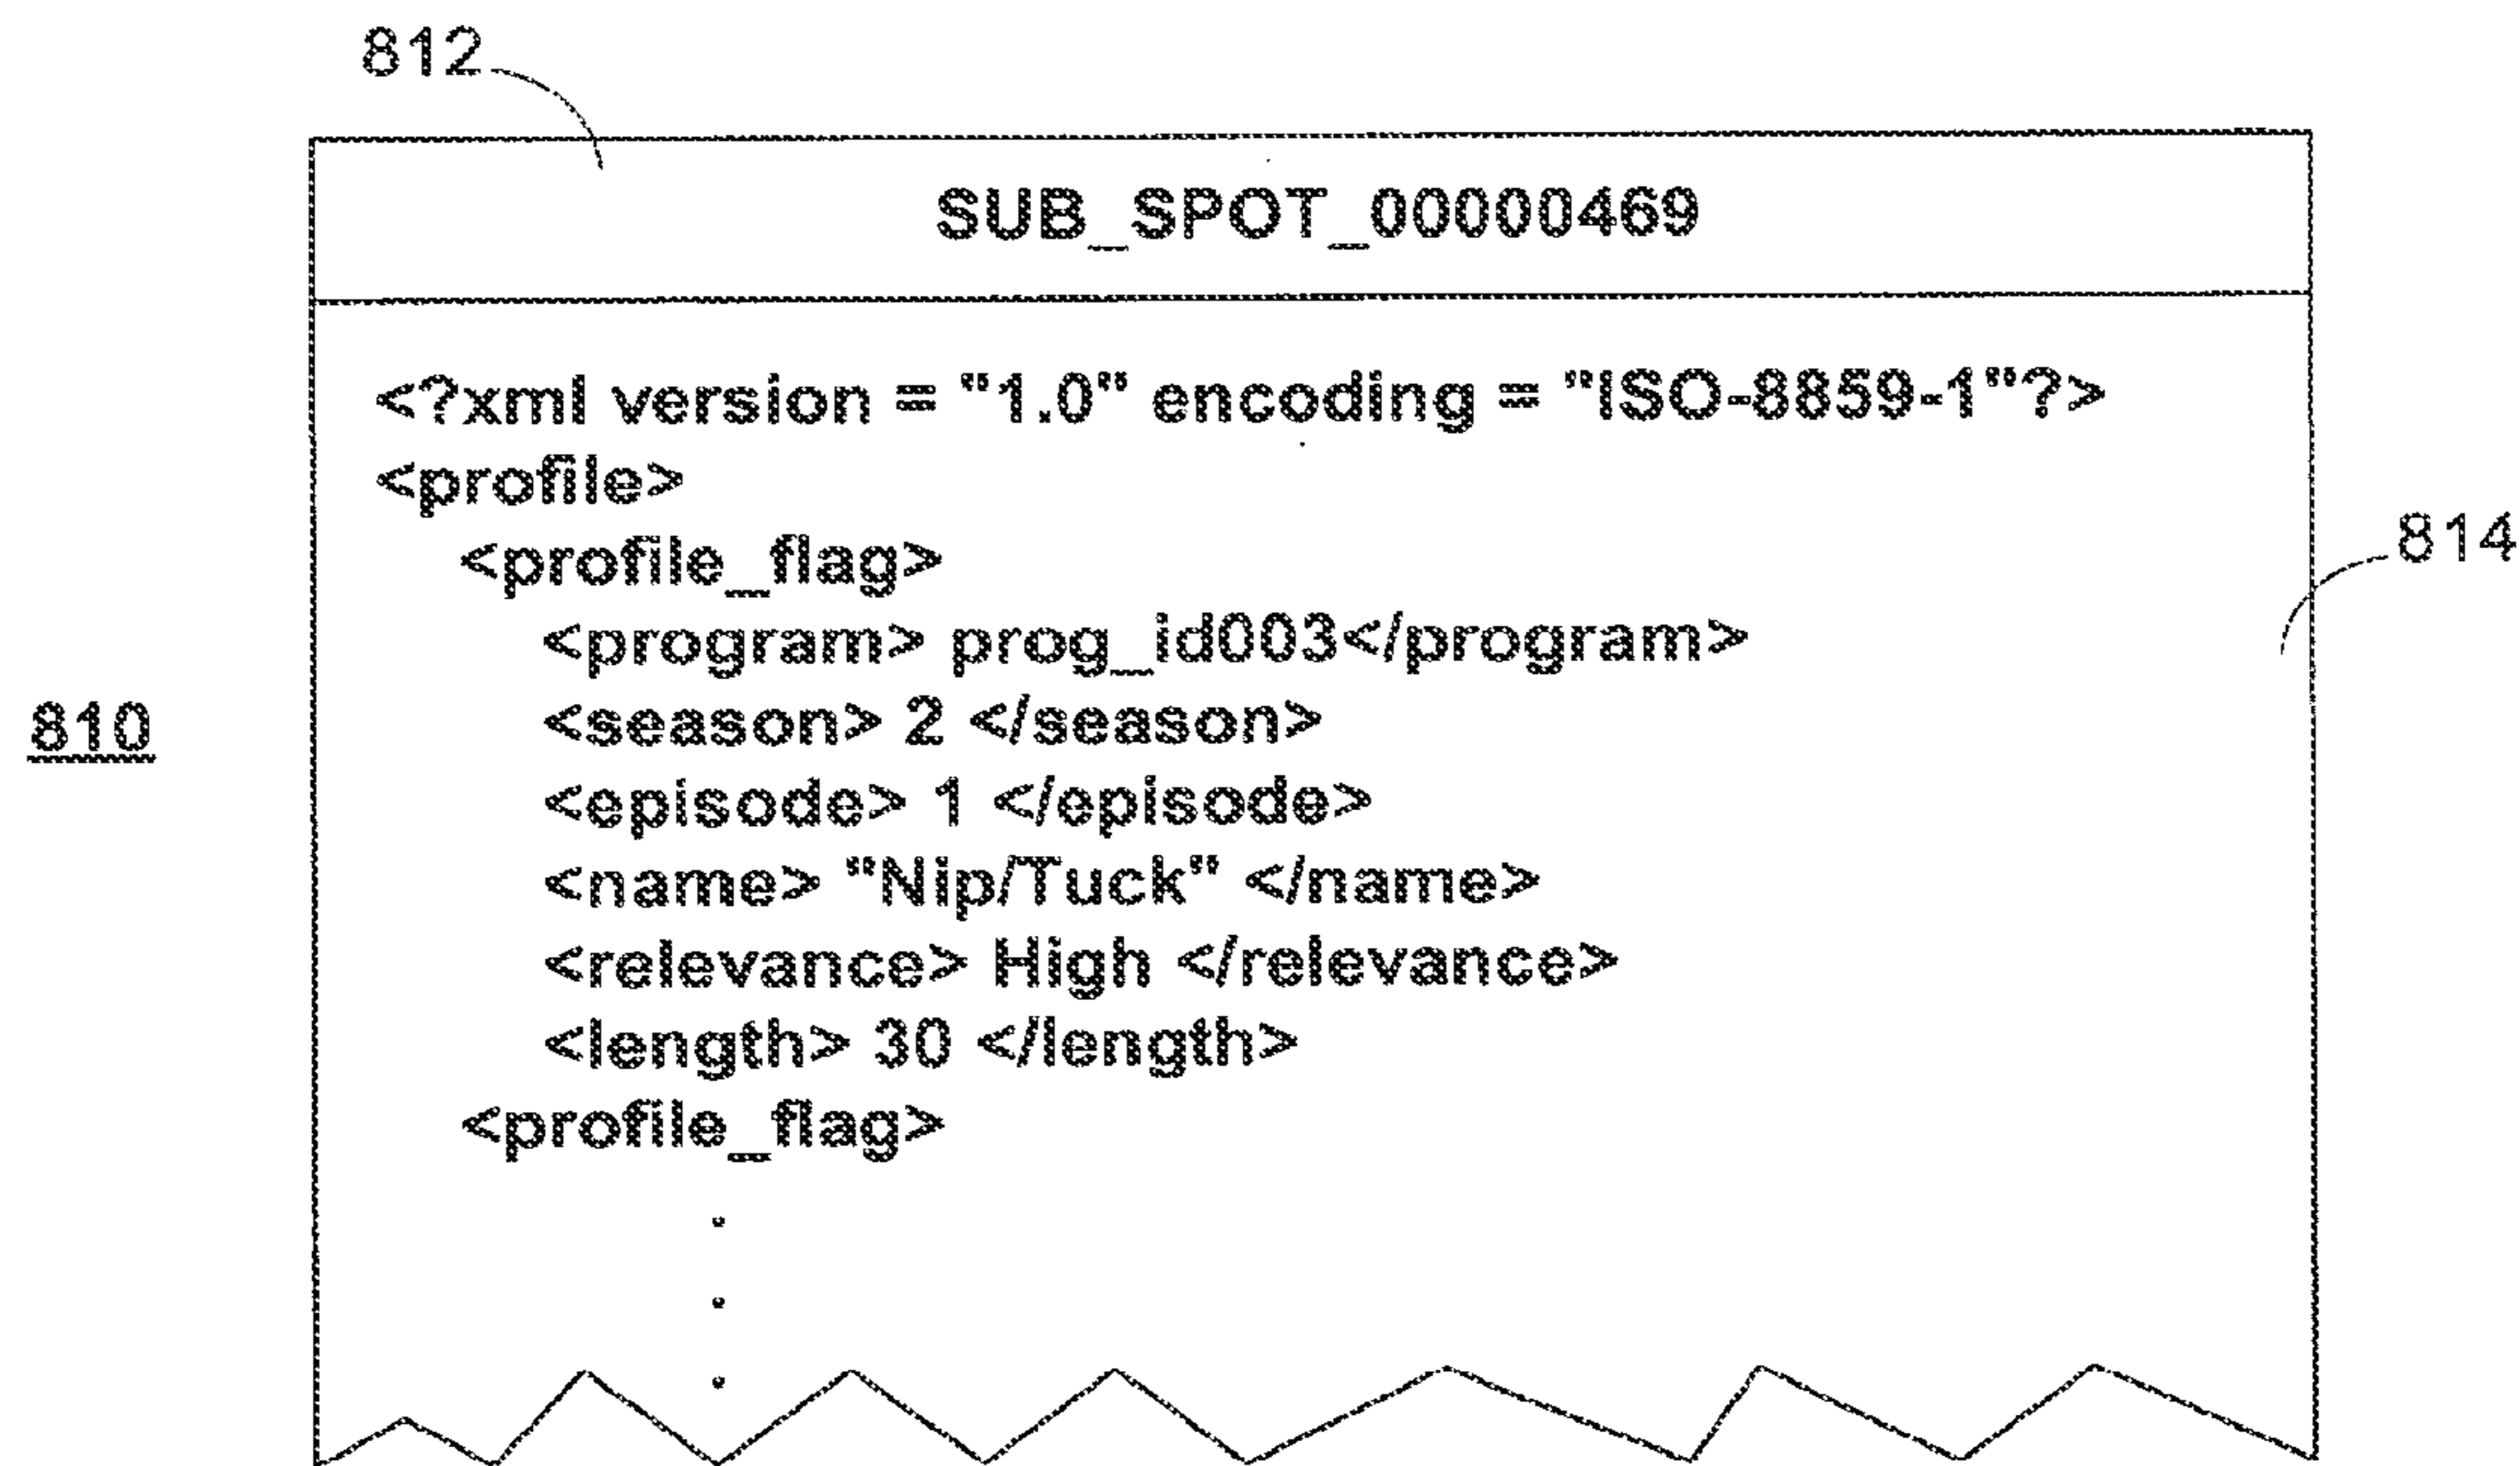 812
SUB_SPOT_00000469
<?xml version = "1.0" encoding = "ISO-8859-1"?>
<profile>
<profile_flag>
814
<program> prog_id003</program>
810
<season> 2 </season>
<episode> 1 </episode>
<name> "Nip/Tuck" </name>
<relevance> High </relevance>
<length> 30 </length>
<profile_flag>